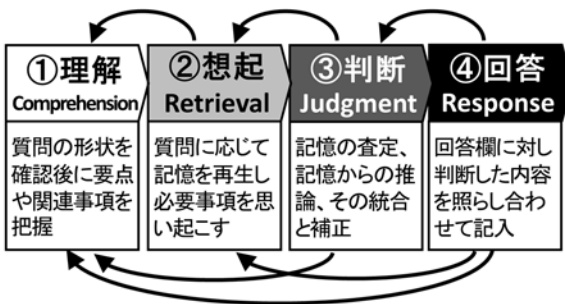 ①理解
Comprehension
質問の形状を
確認後に要点
や関連事項を
把握
②想起
Retrieval
質問に応じて
記憶を再生し
必要事項を思
い起こす
③判断
Judgment
記憶の査定、
記憶からの推
論、その統合
と補正
④回答
Response
回答欄に対し
判断した内容
を照らし合わ
せて記入